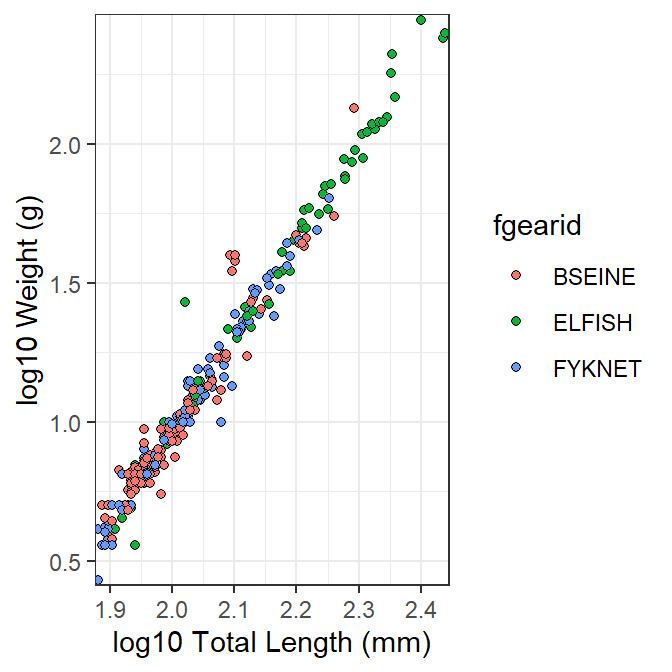 2.0
1.5
1.0
0.5
log10 Weight (g)
1.9 2.0 2.1 2.2 2.3 2.4
log10 Total Length (mm)
fgearid
BSEINE
ELFISH
FYKNET